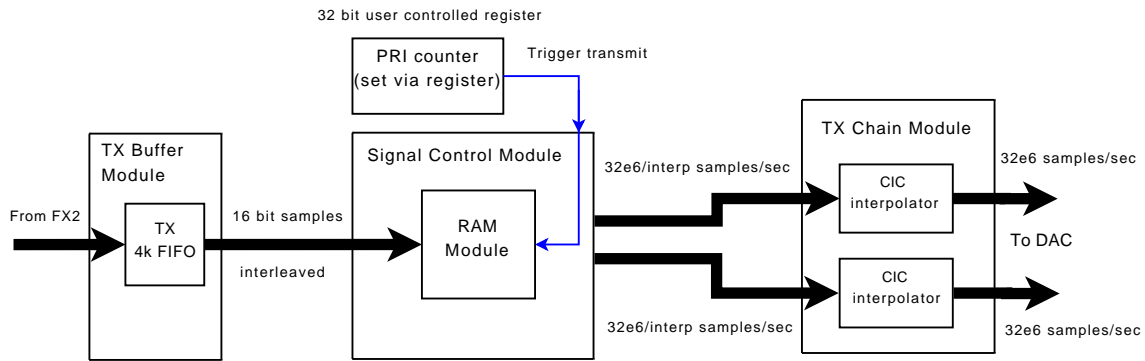 32 bit user controlled register
PRI counter
(set via register)
Trigger transmit
TX Buffer
Module
From FX2
TX
4k FIFO
16 bit samples
interleaved
Signal Control Module
RAM
Module
32e6/interp samples/sec
32e6/interp samples/sec
TX Chain Module
CIC
interpolator
CIC
interpolator
32e6 samples/sec
To DAC
32e6 samples/sec